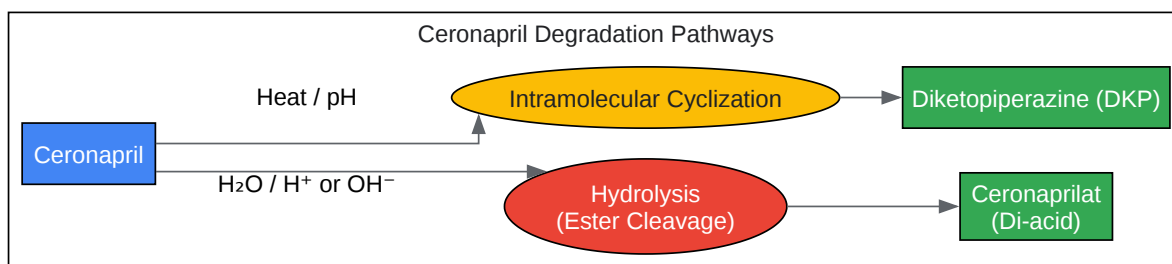 Ceronapril Degradation Pathways
Heat / pH
Intramolecular Cyclization
Diketopiperazine (DKP)
Ceronapril
H₂O / H⁺ or OH⁻
Hydrolysis
(Ester Cleavage)
Ceronaprilat
(Di-acid)